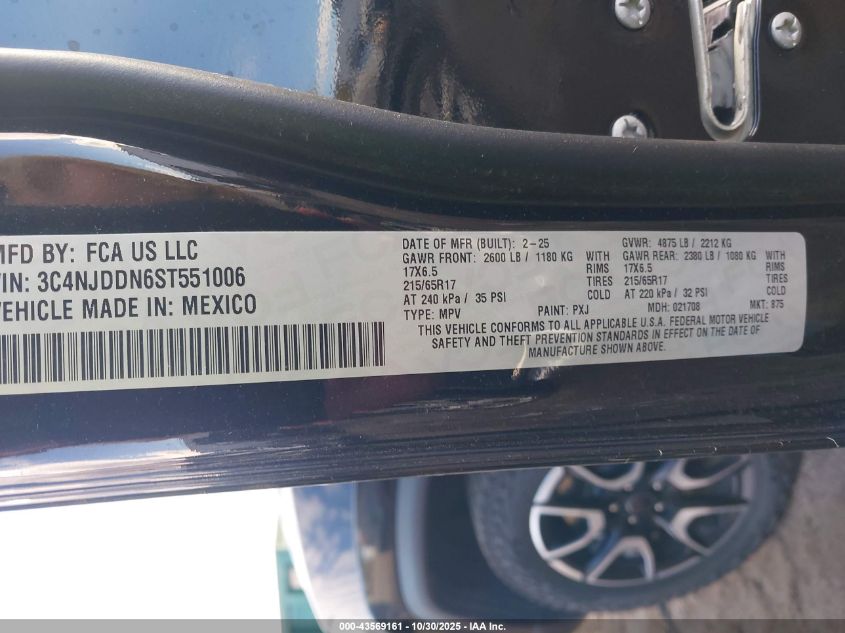 MFD BY: FCA US LLC
VIN: 3C4NJDDN6ST551006
VEHICLE MADE IN: MEXICO
DATE OF MFR (BUILT): 2-25 GVWR: 4875 LB / 2212 KG
GAWR FRONT: 2600 LB / 1180 KG WITH GAWR REAR: 2380 LB / 1080 KG WITH
17X6.5 RIMS 17X6.5 RIMS
215/65R17 TIRES 215/65R17 TIRES
AT 240 kPa / 35 PSI COLD AT 220 kPa / 32 PSI COLD
TYPE: MPV PAINT: PXJ MDH: 021708 MKT: 875
THIS VEHICLE CONFORMS TO ALL APPLICABLE U.S.A. FEDERAL MOTOR VEHICLE
SAFETY AND THEFT PREVENTION STANDARDS IN EFFECT ON THE DATE OF
MANUFACTURE SHOWN ABOVE.
000-43569161 - 10/30/2025 - IAA Inc.